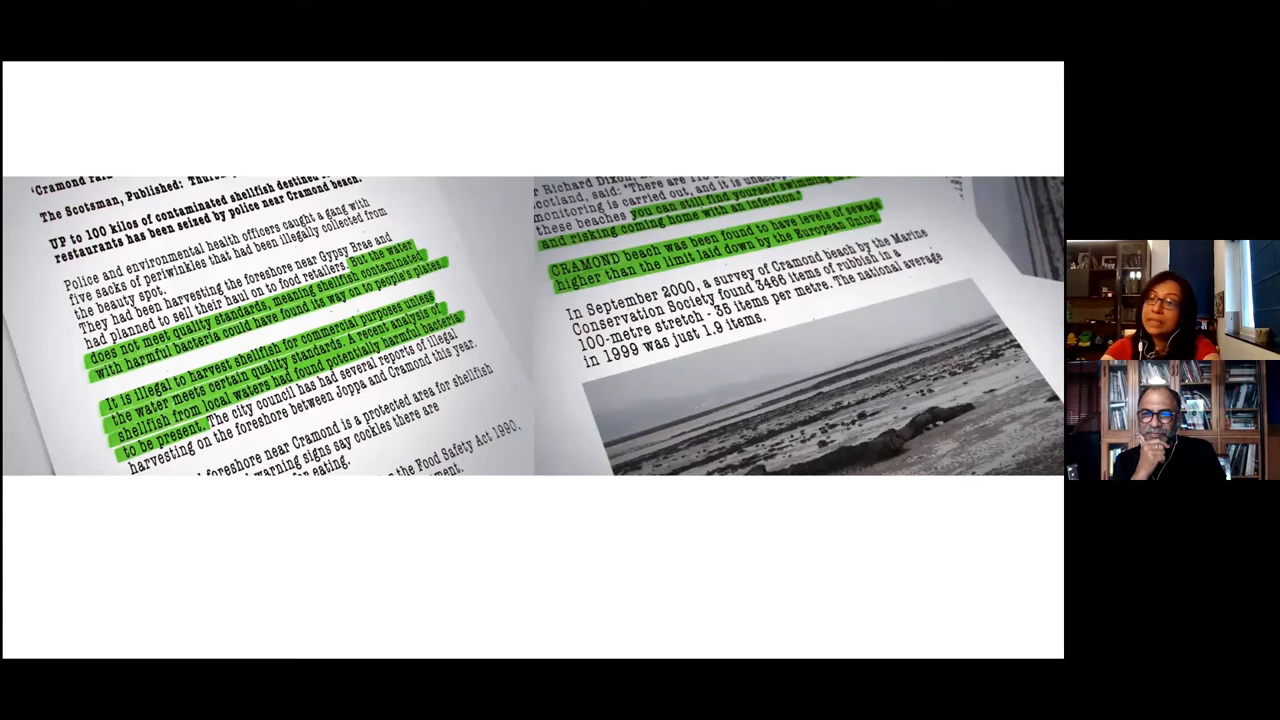 'Cramond
The Scotsman, Published:
UP to 100 kilos of contaminated shellfish destined
restaurants has been seized by police near Cramond beach.
Police and environmental health officers caught a gang with
five sacks of periwinkles that had been illegally collected from
the beauty spot.
They had been harvesting the foreshore near Gypsy Brae and
had planned to sell their haul on to food retailers. But the water
does not meet quality standards, meaning shellfish contaminated
with harmful bacteria could have found its way on to people's plates.
It is illegal to harvest shellfish for commercial purposes unless
the water meets certain quality standards. A recent analysis of
shellfish from local waters had found potentially harmful bacteria
to be present. The city council has had several reports of illegal
harvesting on the foreshore between Joppa and Cramond this year.
foreshore near Cramond is a protected area for shellfish
warning signs say cockles there are
for eating.
the Food Safety Act 1990,
r Richard Dixon,
cotland, said: "There are
monitoring is carried out, and it is
these beaches you can still find yourself swimming
and risking coming home with an infection."
CRAMOND beach was been found to have levels of sewage
higher than the limit laid down by the European Union.
In September 2000, a survey of Cramond beach by the Marine
Conservation Society found 3466 items of rubbish in a
100-metre stretch - 35 items per metre. The national average
in 1999 was just 1.9 items.